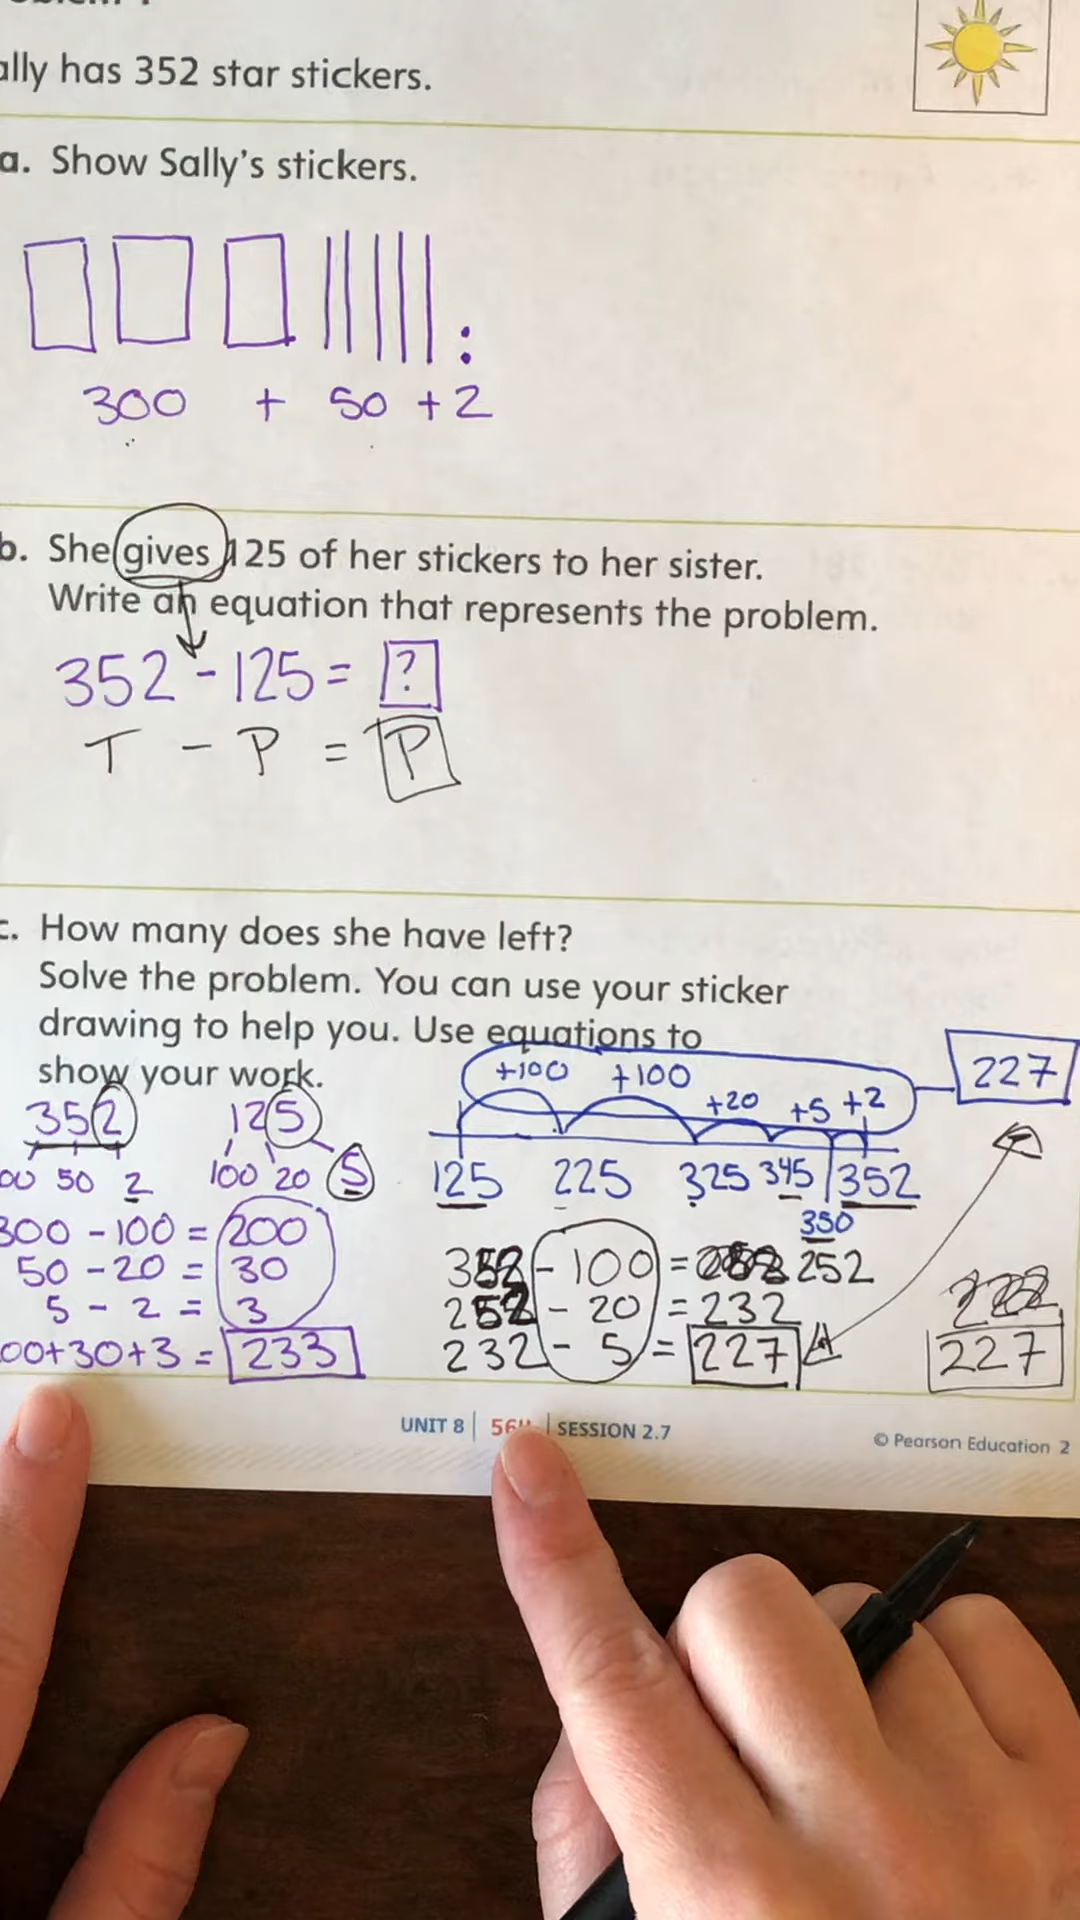 ally has 352 star stickers.
a. Show Sally's stickers.
300 + 50 + 2
b. She gives 125 of her stickers to her sister.
Write an equation that represents the problem.
352 - 125 = ?
T - P = P
c. How many does she have left?
Solve the problem. You can use your sticker
drawing to help you. Use equations to
show your work.
+100 +100 +20 +5 +2
227
352 125
00 50 2 100 20 5
125 225 325 345 350 352
300 - 100 = 200
50 - 20 = 30
5 - 2 = 3
00+30+3 = 233
352 - 100 = 252
252 - 20 = 232
232 - 5 = 227
227
UNIT 8 SESSION 2.7
© Pearson Education 2